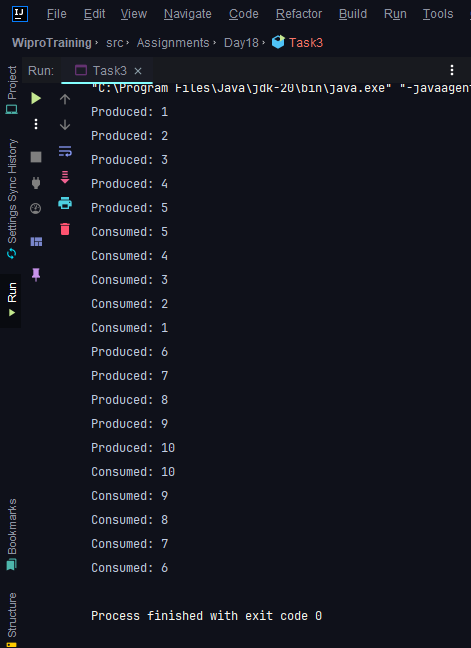 IJ File Edit View Navigate Code Refactor Build Run Tools
WiproTraining › src › Assignments › Day18 › Task3
Project
Run: Task3 ×
"C:\Program Files\Java\jdk-20\bin\java.exe" "-javaagent
Produced: 1
Produced: 2
Produced: 3
Produced: 4
Produced: 5
Consumed: 5
Consumed: 4
Consumed: 3
Consumed: 2
Consumed: 1
Produced: 6
Produced: 7
Produced: 8
Produced: 9
Produced: 10
Consumed: 10
Consumed: 9
Consumed: 8
Consumed: 7
Consumed: 6
Process finished with exit code 0
Settings Sync History
Run
Bookmarks
Structure